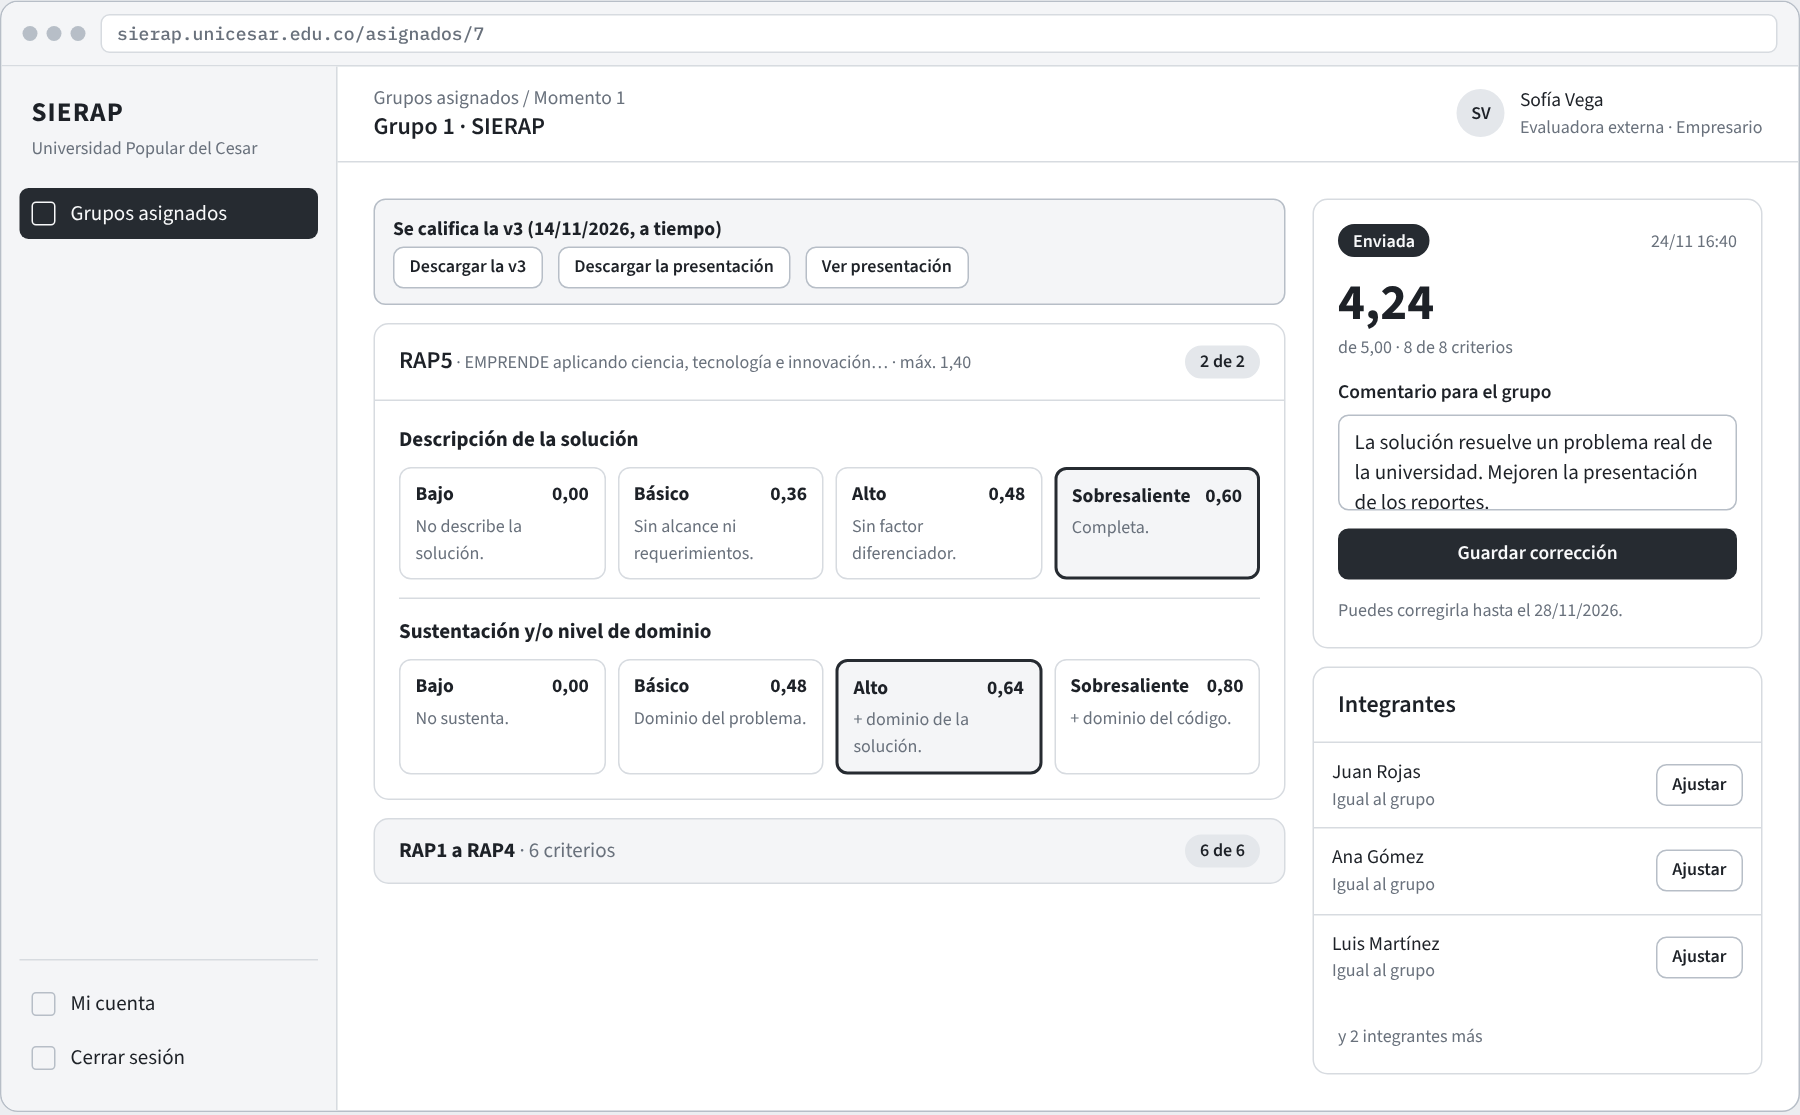 sierap.unicesar.edu.co/asignados/7
SIERAP
Universidad Popular del Cesar
Grupos asignados
Mi cuenta
Cerrar sesión
Grupos asignados / Momento 1
Grupo 1 · SIERAP
SV
Sofía Vega
Evaluadora externa · Empresario
Se califica la v3 (14/11/2026, a tiempo)
Descargar la v3
Descargar la presentación
Ver presentación
RAP5 · EMPRENDE aplicando ciencia, tecnología e innovación… · máx. 1,40
2 de 2
Descripción de la solución
Bajo 0,00
No describe la
solución.
Básico 0,36
Sin alcance ni
requerimientos.
Alto 0,48
Sin factor
diferenciador.
Sobresaliente 0,60
Completa.
Sustentación y/o nivel de dominio
Bajo 0,00
No sustenta.
Básico 0,48
Dominio del problema.
Alto 0,64
+ dominio de la
solución.
Sobresaliente 0,80
+ dominio del código.
RAP1 a RAP4 · 6 criterios
6 de 6
Enviada
24/11 16:40
4,24
de 5,00 · 8 de 8 criterios
Comentario para el grupo
La solución resuelve un problema real de
la universidad. Mejoren la presentación
de los reportes.
Guardar corrección
Puedes corregirla hasta el 28/11/2026.
Integrantes
Juan Rojas
Igual al grupo
Ajustar
Ana Gómez
Igual al grupo
Ajustar
Luis Martínez
Igual al grupo
Ajustar
y 2 integrantes más